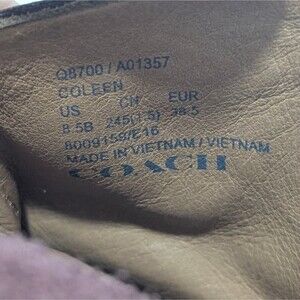 Q8700 / A01357
COLEEN
US CN EUR
8.5B 245(1.5) 38.5
8009159/E16
MADE IN VIETNAM / VIETNAM
COACH